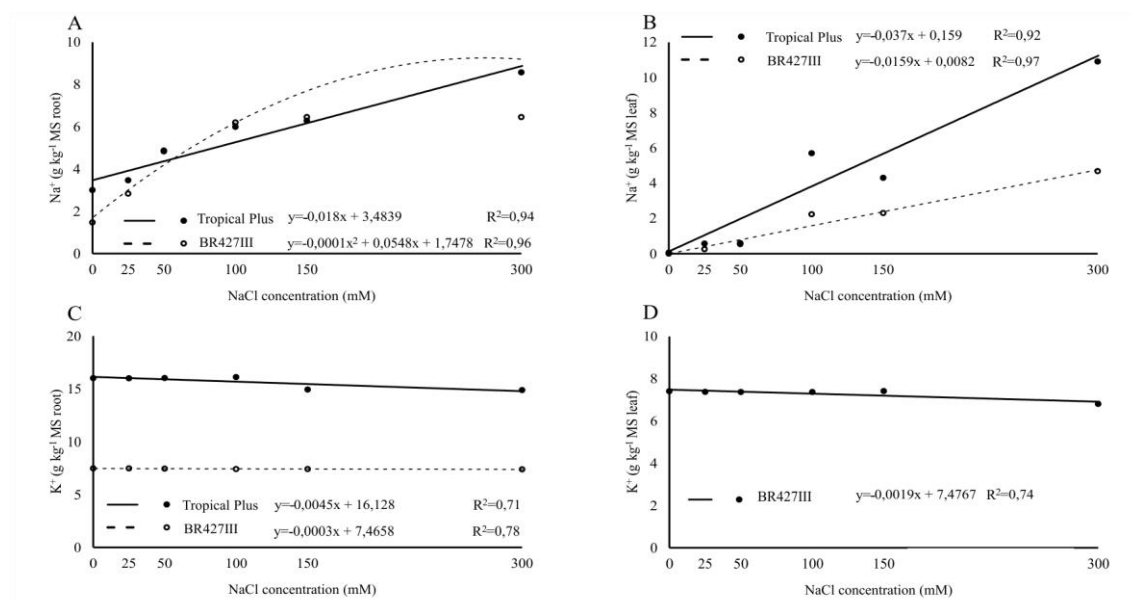 A
Na⁺ (g kg⁻¹ MS root)
10
8
6
4
2
0
Tropical Plus y=-0,018x + 3,4839 R²=0,94
BR427III y=-0,0001x² + 0,0548x + 1,7478 R²=0,96
0 25 50 100 150 300
NaCl concentration (mM)
B
Na⁺ (g kg⁻¹ MS leaf)
12
10
8
6
4
2
0
Tropical Plus y=-0,037x + 0,159 R²=0,92
BR427III y=-0,0159x + 0,0082 R²=0,97
0 25 50 100 150 300
NaCl concentration (mM)
C
K⁺ (g kg⁻¹ MS root)
20
15
10
5
0
Tropical Plus y=-0,0045x + 16,128 R²=0,71
BR427III y=-0,0003x + 7,4658 R²=0,78
0 25 50 100 150 300
NaCl concentration (mM)
D
K⁺ (g kg⁻¹ MS leaf)
10
8
6
4
2
0
BR427III y=-0,0019x + 7,4767 R²=0,74
0 25 50 100 150 300
NaCl concentration (mM)